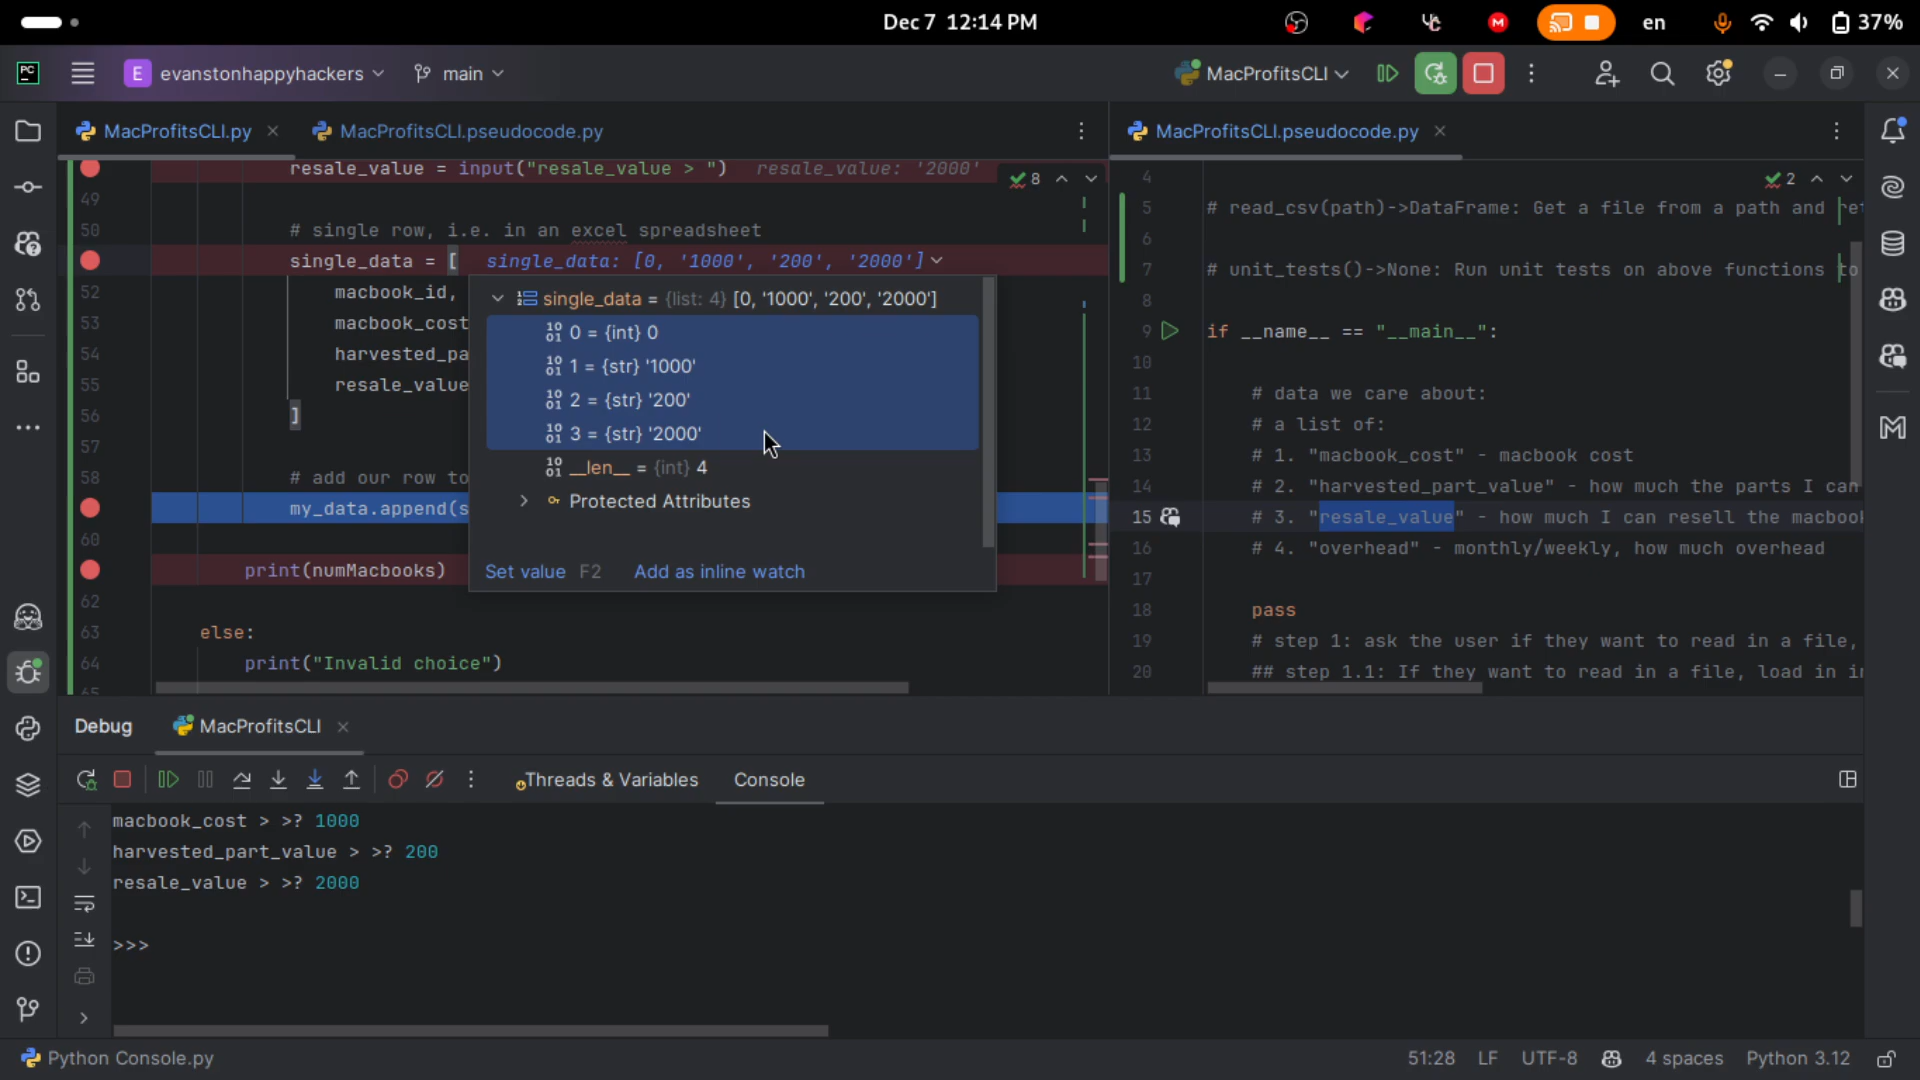 Dec 7 12:14 PM
en
37%
PC
E evanstonhappyhackers
main
MacProfitsCLI
MacProfitsCLI.py
MacProfitsCLI.pseudocode.py
MacProfitsCLI.pseudocode.py
resale_value = input("resale_value > ") resale_value: '2000'
8
49
50 # single row, i.e. in an excel spreadsheet
single_data = [ single_data: [0, '1000', '200', '2000']
52 macbook_id,
53 macbook_cost
54 harvested_pa
55 resale_value
56 ]
57
58 # add our row to
my_data.append(s
60
print(numMacbooks)
62
63 else:
64 print("Invalid choice")
65
single_data = {list: 4} [0, '1000', '200', '2000']
0 = {int} 0
1 = {str} '1000'
2 = {str} '200'
3 = {str} '2000'
__len__ = {int} 4
Protected Attributes
Set value F2 Add as inline watch
2
4
5 # read_csv(path)->DataFrame: Get a file from a path and ret
6
7 # unit_tests()->None: Run unit tests on above functions to
8
9 if __name__ == "__main__":
10
11 # data we care about:
12 # a list of:
13 # 1. "macbook_cost" - macbook cost
14 # 2. "harvested_part_value" - how much the parts I can
15 # 3. "resale_value" - how much I can resell the macbook
16 # 4. "overhead" - monthly/weekly, how much overhead
17
18 pass
19 # step 1: ask the user if they want to read in a file,
20 ## step 1.1: If they want to read in a file, load in in
Debug
MacProfitsCLI
Threads & Variables
Console
macbook_cost > >? 1000
harvested_part_value > >? 200
resale_value > >? 2000
>>>
Python Console.py
51:28
LF
UTF-8
4 spaces
Python 3.12